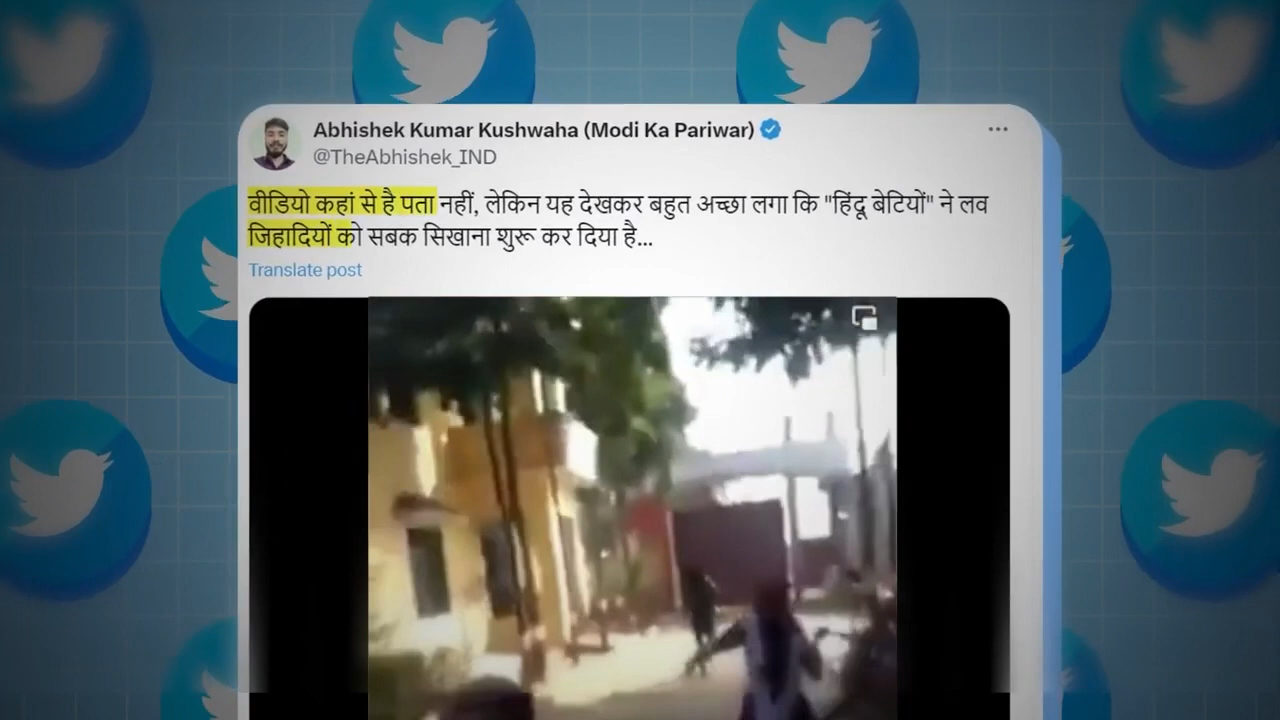 Abhishek Kumar Kushwaha (Modi Ka Pariwar)
@TheAbhishek_IND
वीडियो कहां से है पता नहीं, लेकिन यह देखकर बहुत अच्छा लगा कि "हिंदू बेटियों" ने लव
जिहादियों को सबक सिखाना शुरू कर दिया है...
Translate post